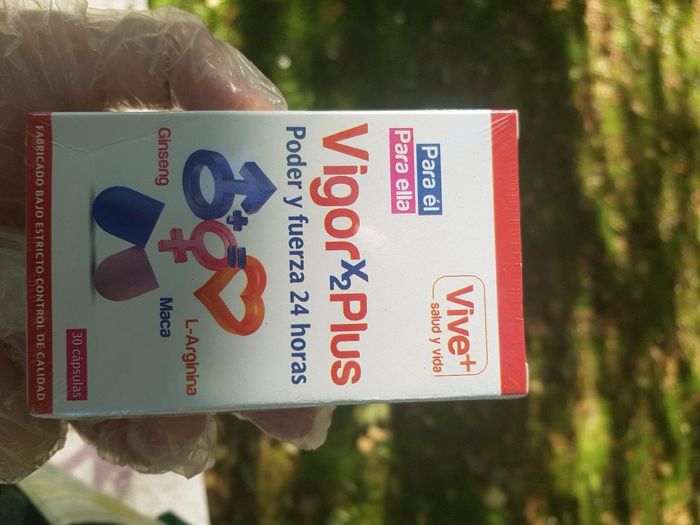 Vive+
salud y vida
Para él
Para ella
VigorX2Plus
Poder y fuerza 24 horas
Ginseng
L-Arginina
Maca
30 cápsulas
FABRICADO BAJO ESTRICTO CONTROL DE CALIDAD